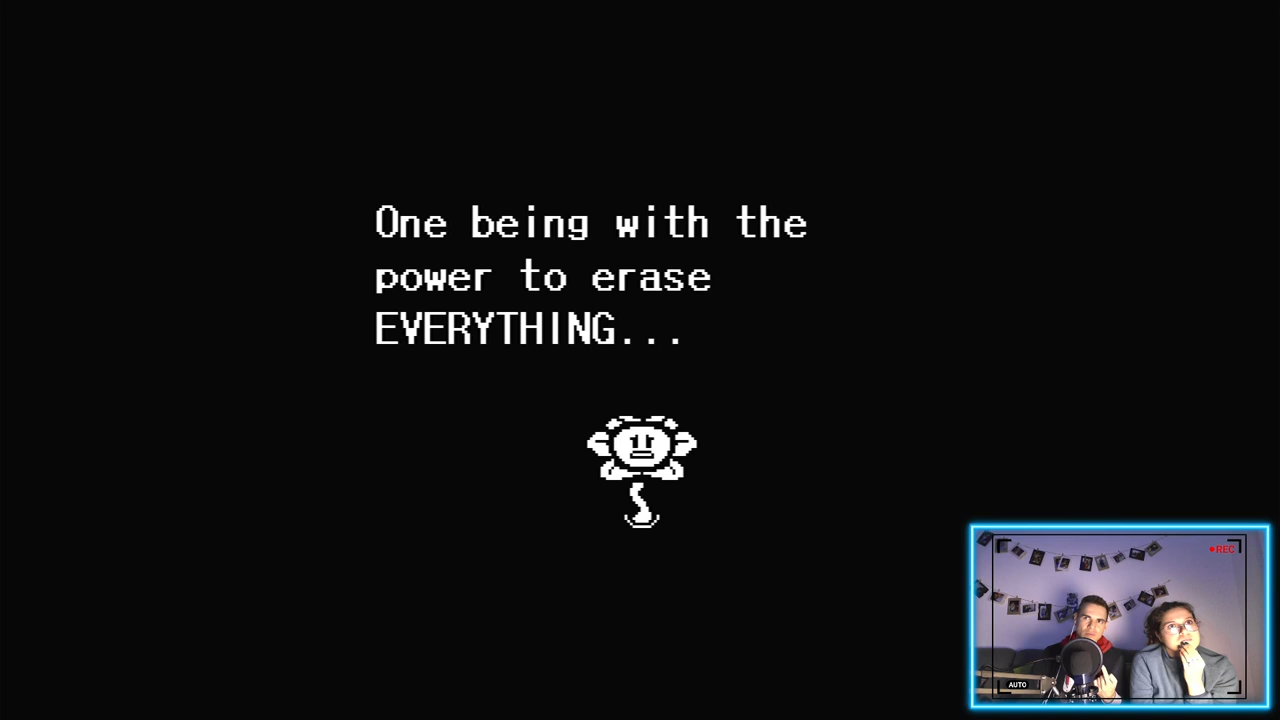 One being with the
power to erase
EVERYTHING...
REC
AUTO